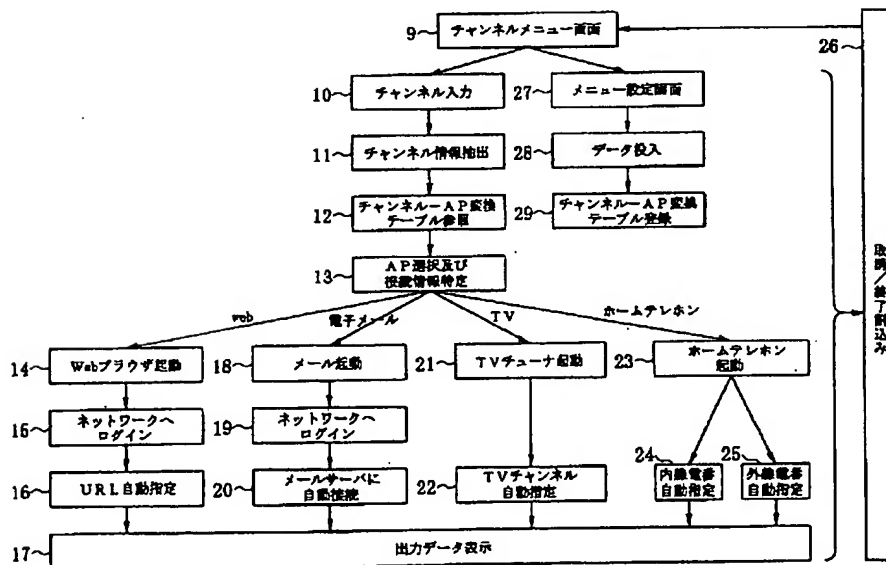 9 チャンネルメニュー画面
26
10 チャンネル入力
27 メニュー設定画面
11 チャンネル情報抽出
28 データ投入
12 チャンネルーAP変換
テーブル参照
29 チャンネルーAP変換
テーブル登録
13 AP選択及び
接続情報特定
web
電子メール
TV
ホームテレホン
14 Webブラウザ起動
18 メール起動
21 TVチューナ起動
23 ホームテレホン
起動
15 ネットワークへ
ログイン
19 ネットワークへ
ログイン
16 URL自動指定
20 メールサーバに
自動接続
22 TVチャンネル
自動指定
24 内線電番
自動指定
25 外線電番
自動指定
17 出力データ表示
取消/終了割込み